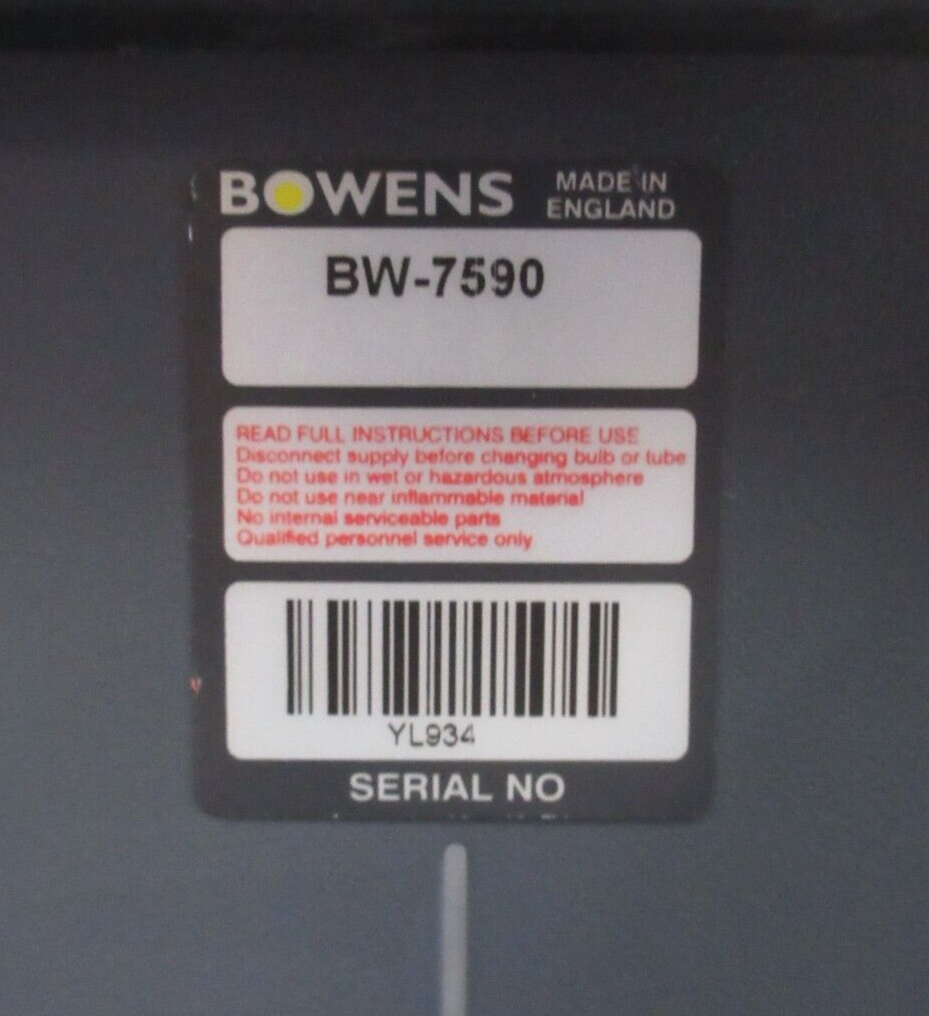 BOWENS
MADE IN
ENGLAND
BW-7590
READ FULL INSTRUCTIONS BEFORE USE
Disconnect supply before changing bulb or tube
Do not use in wet or hazardous atmosphere
Do not use near inflammable material
No internal serviceable parts
Qualified personnel service only
YL934
SERIAL NO